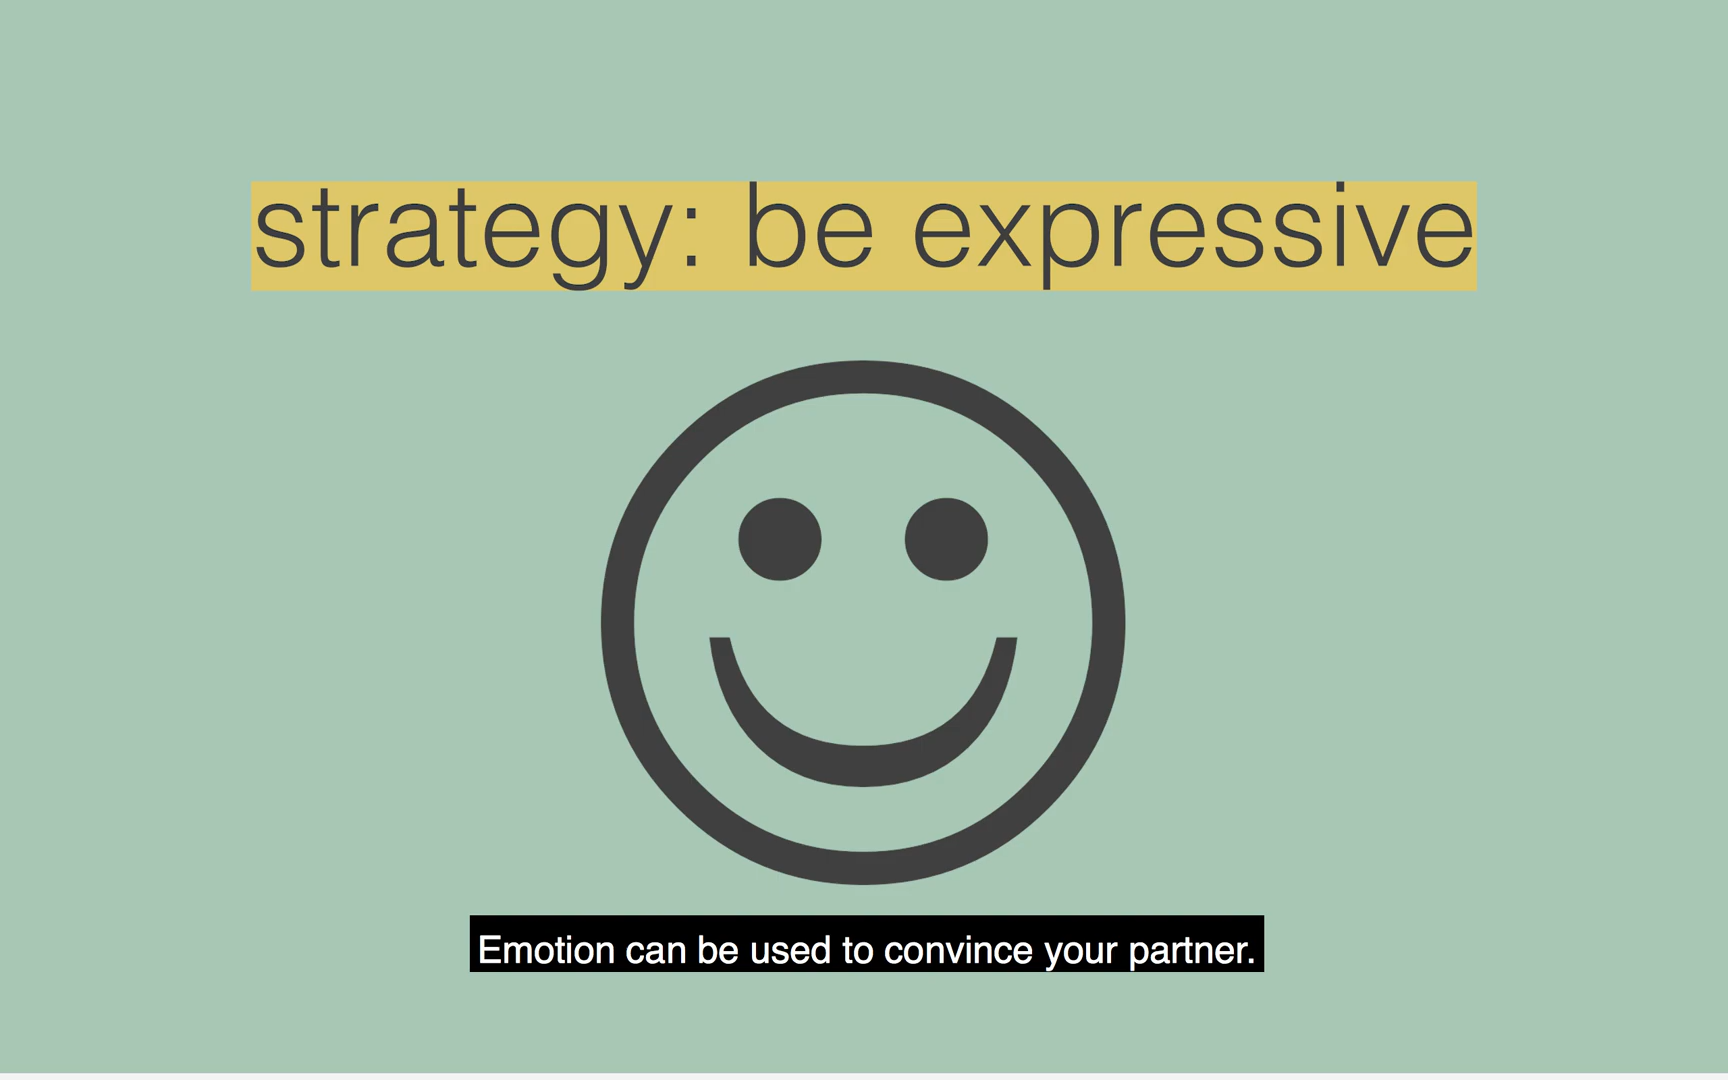 strategy: be expressive
Emotion can be used to convince your partner.